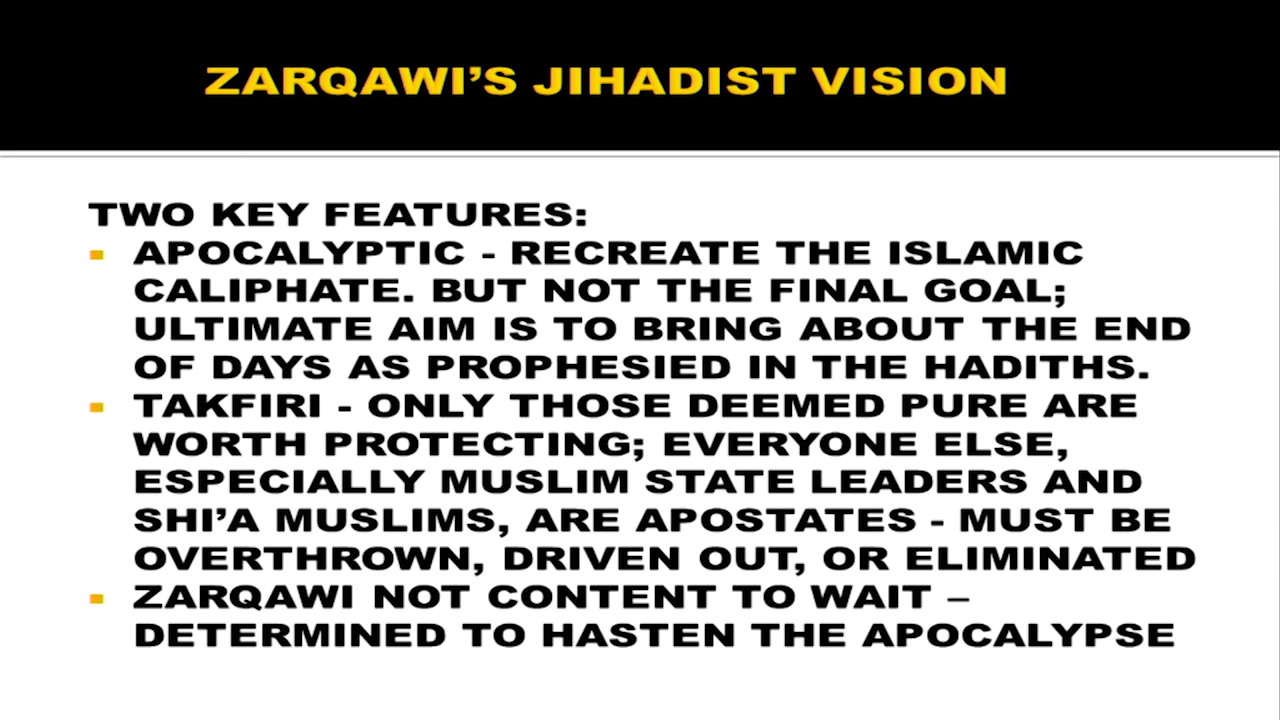 ZARQAWI’S JIHADIST VISION
TWO KEY FEATURES:
APOCALYPTIC - RECREATE THE ISLAMIC
CALIPHATE. BUT NOT THE FINAL GOAL;
ULTIMATE AIM IS TO BRING ABOUT THE END
OF DAYS AS PROPHESIED IN THE HADITHS.
TAKFIRI - ONLY THOSE DEEMED PURE ARE
WORTH PROTECTING; EVERYONE ELSE,
ESPECIALLY MUSLIM STATE LEADERS AND
SHI’A MUSLIMS, ARE APOSTATES - MUST BE
OVERTHROWN, DRIVEN OUT, OR ELIMINATED
ZARQAWI NOT CONTENT TO WAIT –
DETERMINED TO HASTEN THE APOCALYPSE